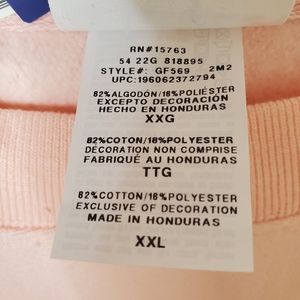 RN#15763
54 22G 818895
STYLE#: GF569 2M2
UPC:196062372794
82%ALGODÓN/18%POLIÉSTER
EXCEPTO DECORACIÓN
HECHO EN HONDURAS
XXG
82%COTON/18%POLYESTER
DÉCORATION NON COMPRISE
FABRIQUÉ AU HONDURAS
TTG
82%COTTON/18%POLYESTER
EXCLUSIVE OF DECORATION
MADE IN HONDURAS
XXL